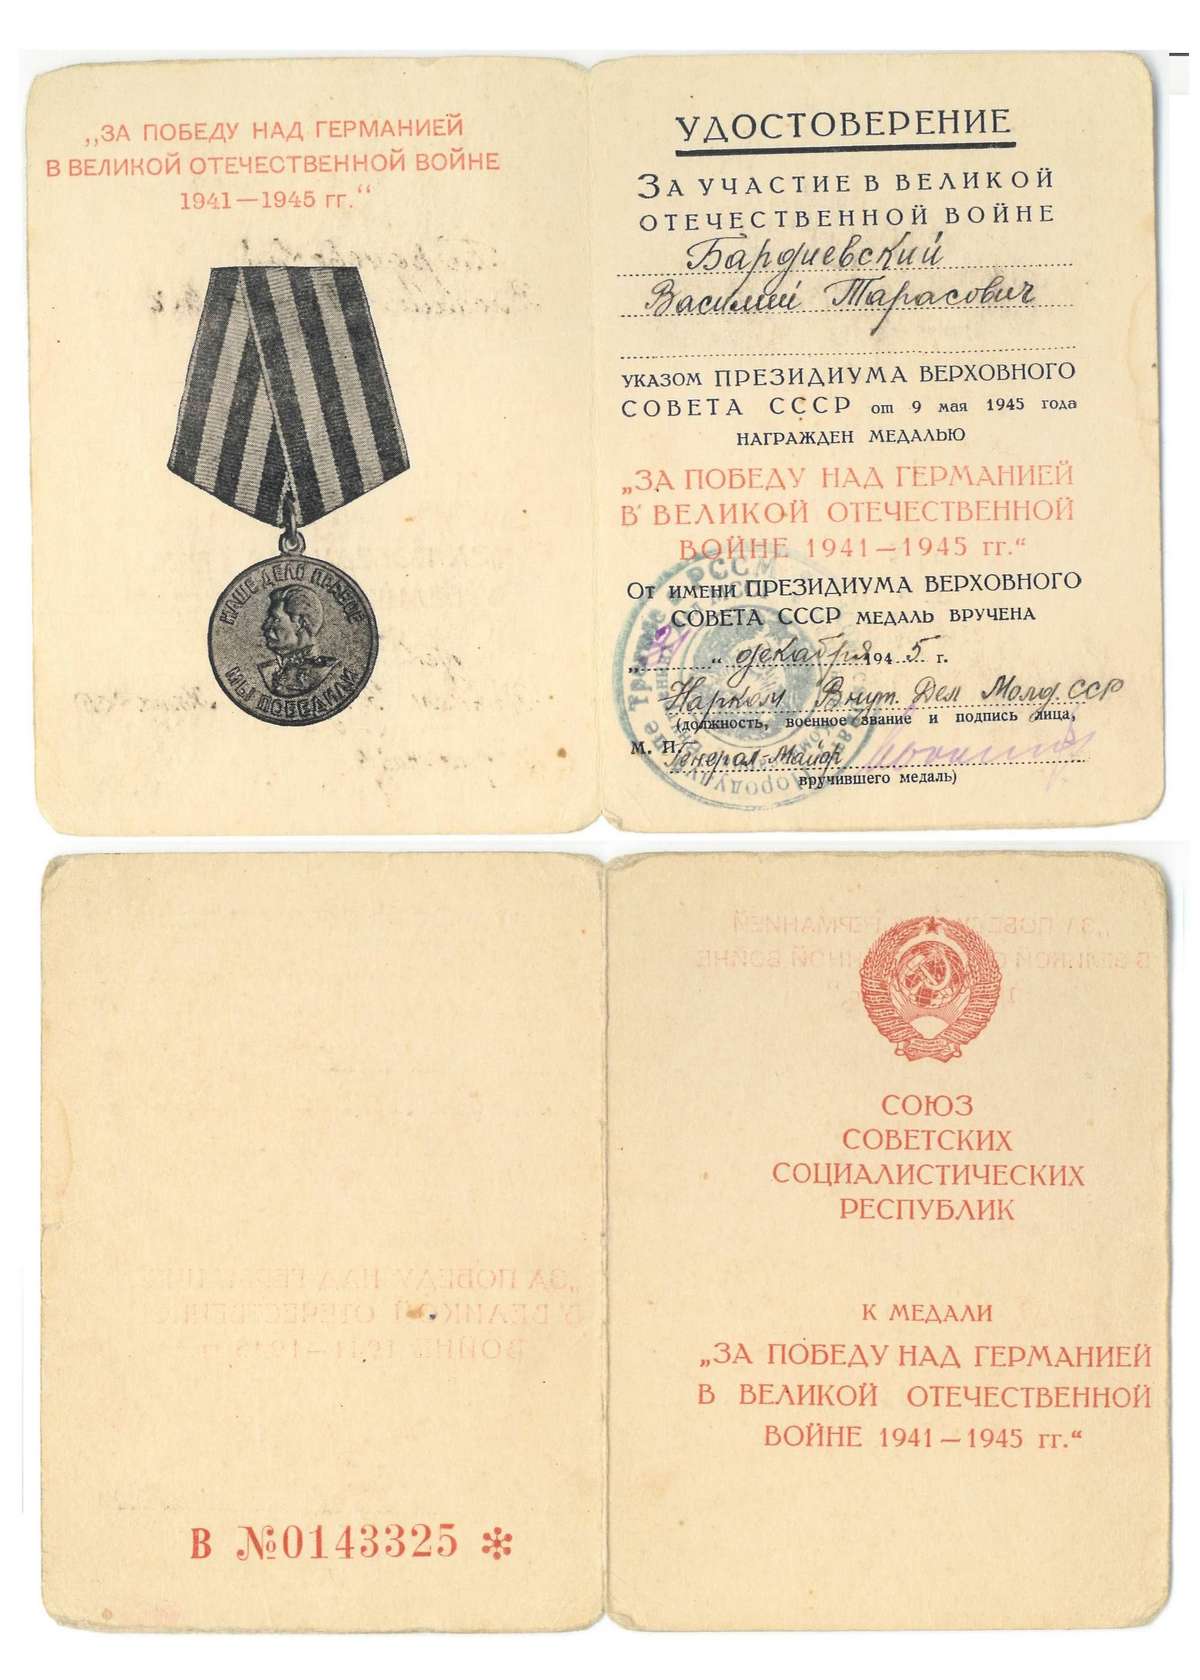 „ЗА ПОБЕДУ НАД ГЕРМАНИЕЙ
В ВЕЛИКОЙ ОТЕЧЕСТВЕННОЙ ВОЙНЕ
1941—1945 гг.“
НАШЕ ДЕЛО ПРАВОЕ
МЫ ПОБЕДИЛИ
УДОСТОВЕРЕНИЕ
ЗА УЧАСТИЕ В ВЕЛИКОЙ
ОТЕЧЕСТВЕННОЙ ВОЙНЕ
Бардиевский
Василий Тарасович
УКАЗОМ ПРЕЗИДИУМА ВЕРХОВНОГО
СОВЕТА СССР от 9 мая 1945 года
НАГРАЖДЕН МЕДАЛЬЮ
„ЗА ПОБЕДУ НАД ГЕРМАНИЕЙ
В ВЕЛИКОЙ ОТЕЧЕСТВЕННОЙ
ВОЙНЕ 1941—1945 гг.“
ОТ ИМЕНИ ПРЕЗИДИУМА ВЕРХОВНОГО
СОВЕТА СССР МЕДАЛЬ ВРУЧЕНА
„ “ декабря 1945 г.
Нарком Внут. Дел Молд. ССР
(должность, военное звание и подпись лица,
М. П. Генерал-Майор
вручившего медаль)
СОЮЗ
СОВЕТСКИХ
СОЦИАЛИСТИЧЕСКИХ
РЕСПУБЛИК
К МЕДАЛИ
„ЗА ПОБЕДУ НАД ГЕРМАНИЕЙ
В ВЕЛИКОЙ ОТЕЧЕСТВЕННОЙ
ВОЙНЕ 1941—1945 гг.“
В №0143325 *